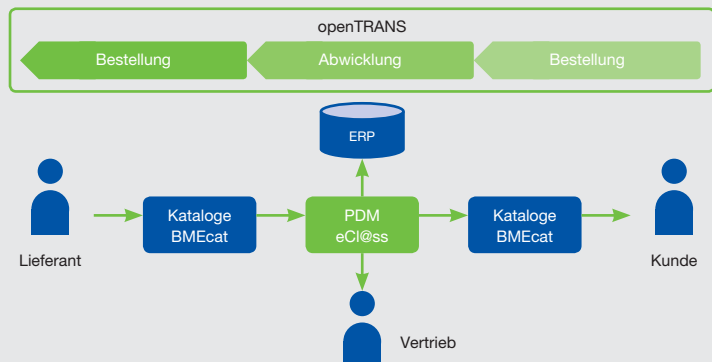 openTRANS
Bestellung
Abwicklung
Bestellung
ERP
Kataloge
BMEcat
PDM
eCl@ss
Kataloge
BMEcat
Lieferant
Kunde
Vertrieb